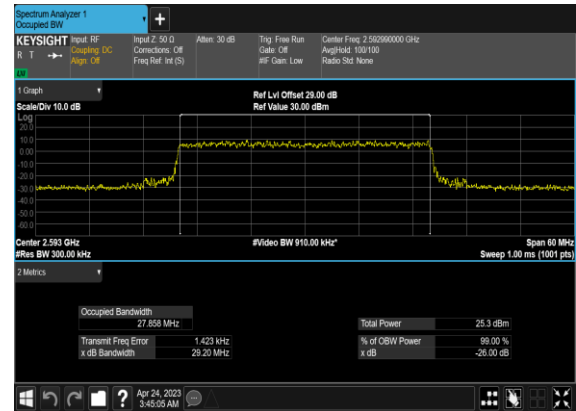 Spectrum Analyzer 1
Occupied BW
+
KEYSIGHT Input: RF Input Z: 50 Ω Atten: 30 dB Trig: Free Run Center Freq: 2.592990000 GHz
R T Coupling: DC Corrections: Off Gate: Off Avg|Hold: 100/100
Align: Off Freq Ref: Int (S) #IF Gain: Low Radio Std: None
LXI
1 Graph Ref Lvl Offset 29.00 dB
Scale/Div 10.0 dB Ref Value 30.00 dBm
Log
20.0
10.0
0.00
-10.0
-20.0
-30.0
-40.0
-50.0
-60.0
Center 2.593 GHz #Video BW 910.00 kHz* Span 60 MHz
#Res BW 300.00 kHz Sweep 1.00 ms (1001 pts)
2 Metrics
Occupied Bandwidth
27.858 MHz Total Power 25.3 dBm
Transmit Freq Error 1.423 kHz % of OBW Power 99.00 %
x dB Bandwidth 29.20 MHz x dB -26.00 dB
? Apr 24, 2023
3:45:05 AM